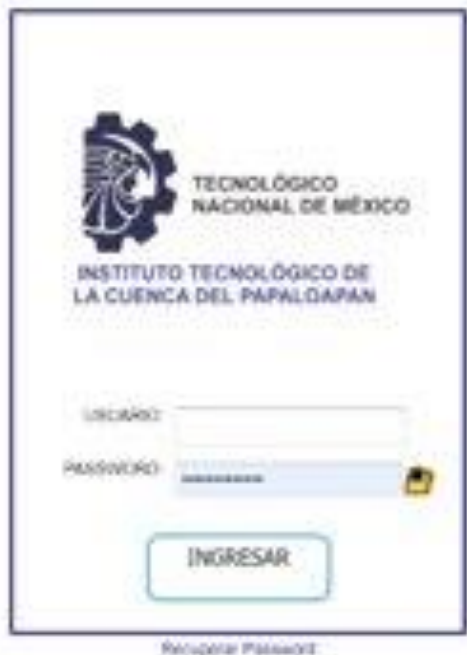 TECNOLÓGICO
NACIONAL DE MÉXICO
INSTITUTO TECNOLÓGICO DE
LA CUENCA DEL PAPALOAPAN
USUARIO:
PASSWORD:
INGRESAR
Recuperar Password